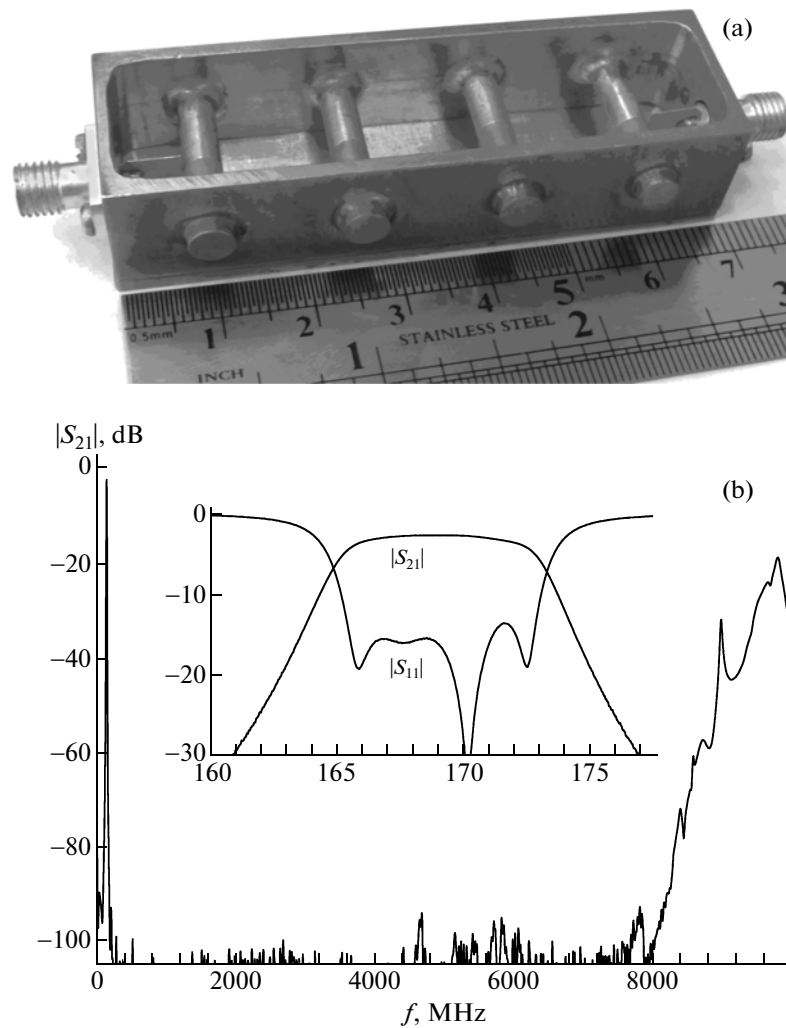 (a)
0.5mm 1 2 3 4 5 mm 6 7
1 STAINLESS STEEL 2 3
INCH
|S₂₁|, dB
(b)
0
−20
−40
−60
−80
−100
0 2000 4000 6000 8000
f, MHz
0
−10
−20
−30
160 165 170 175
|S₂₁|
|S₁₁|